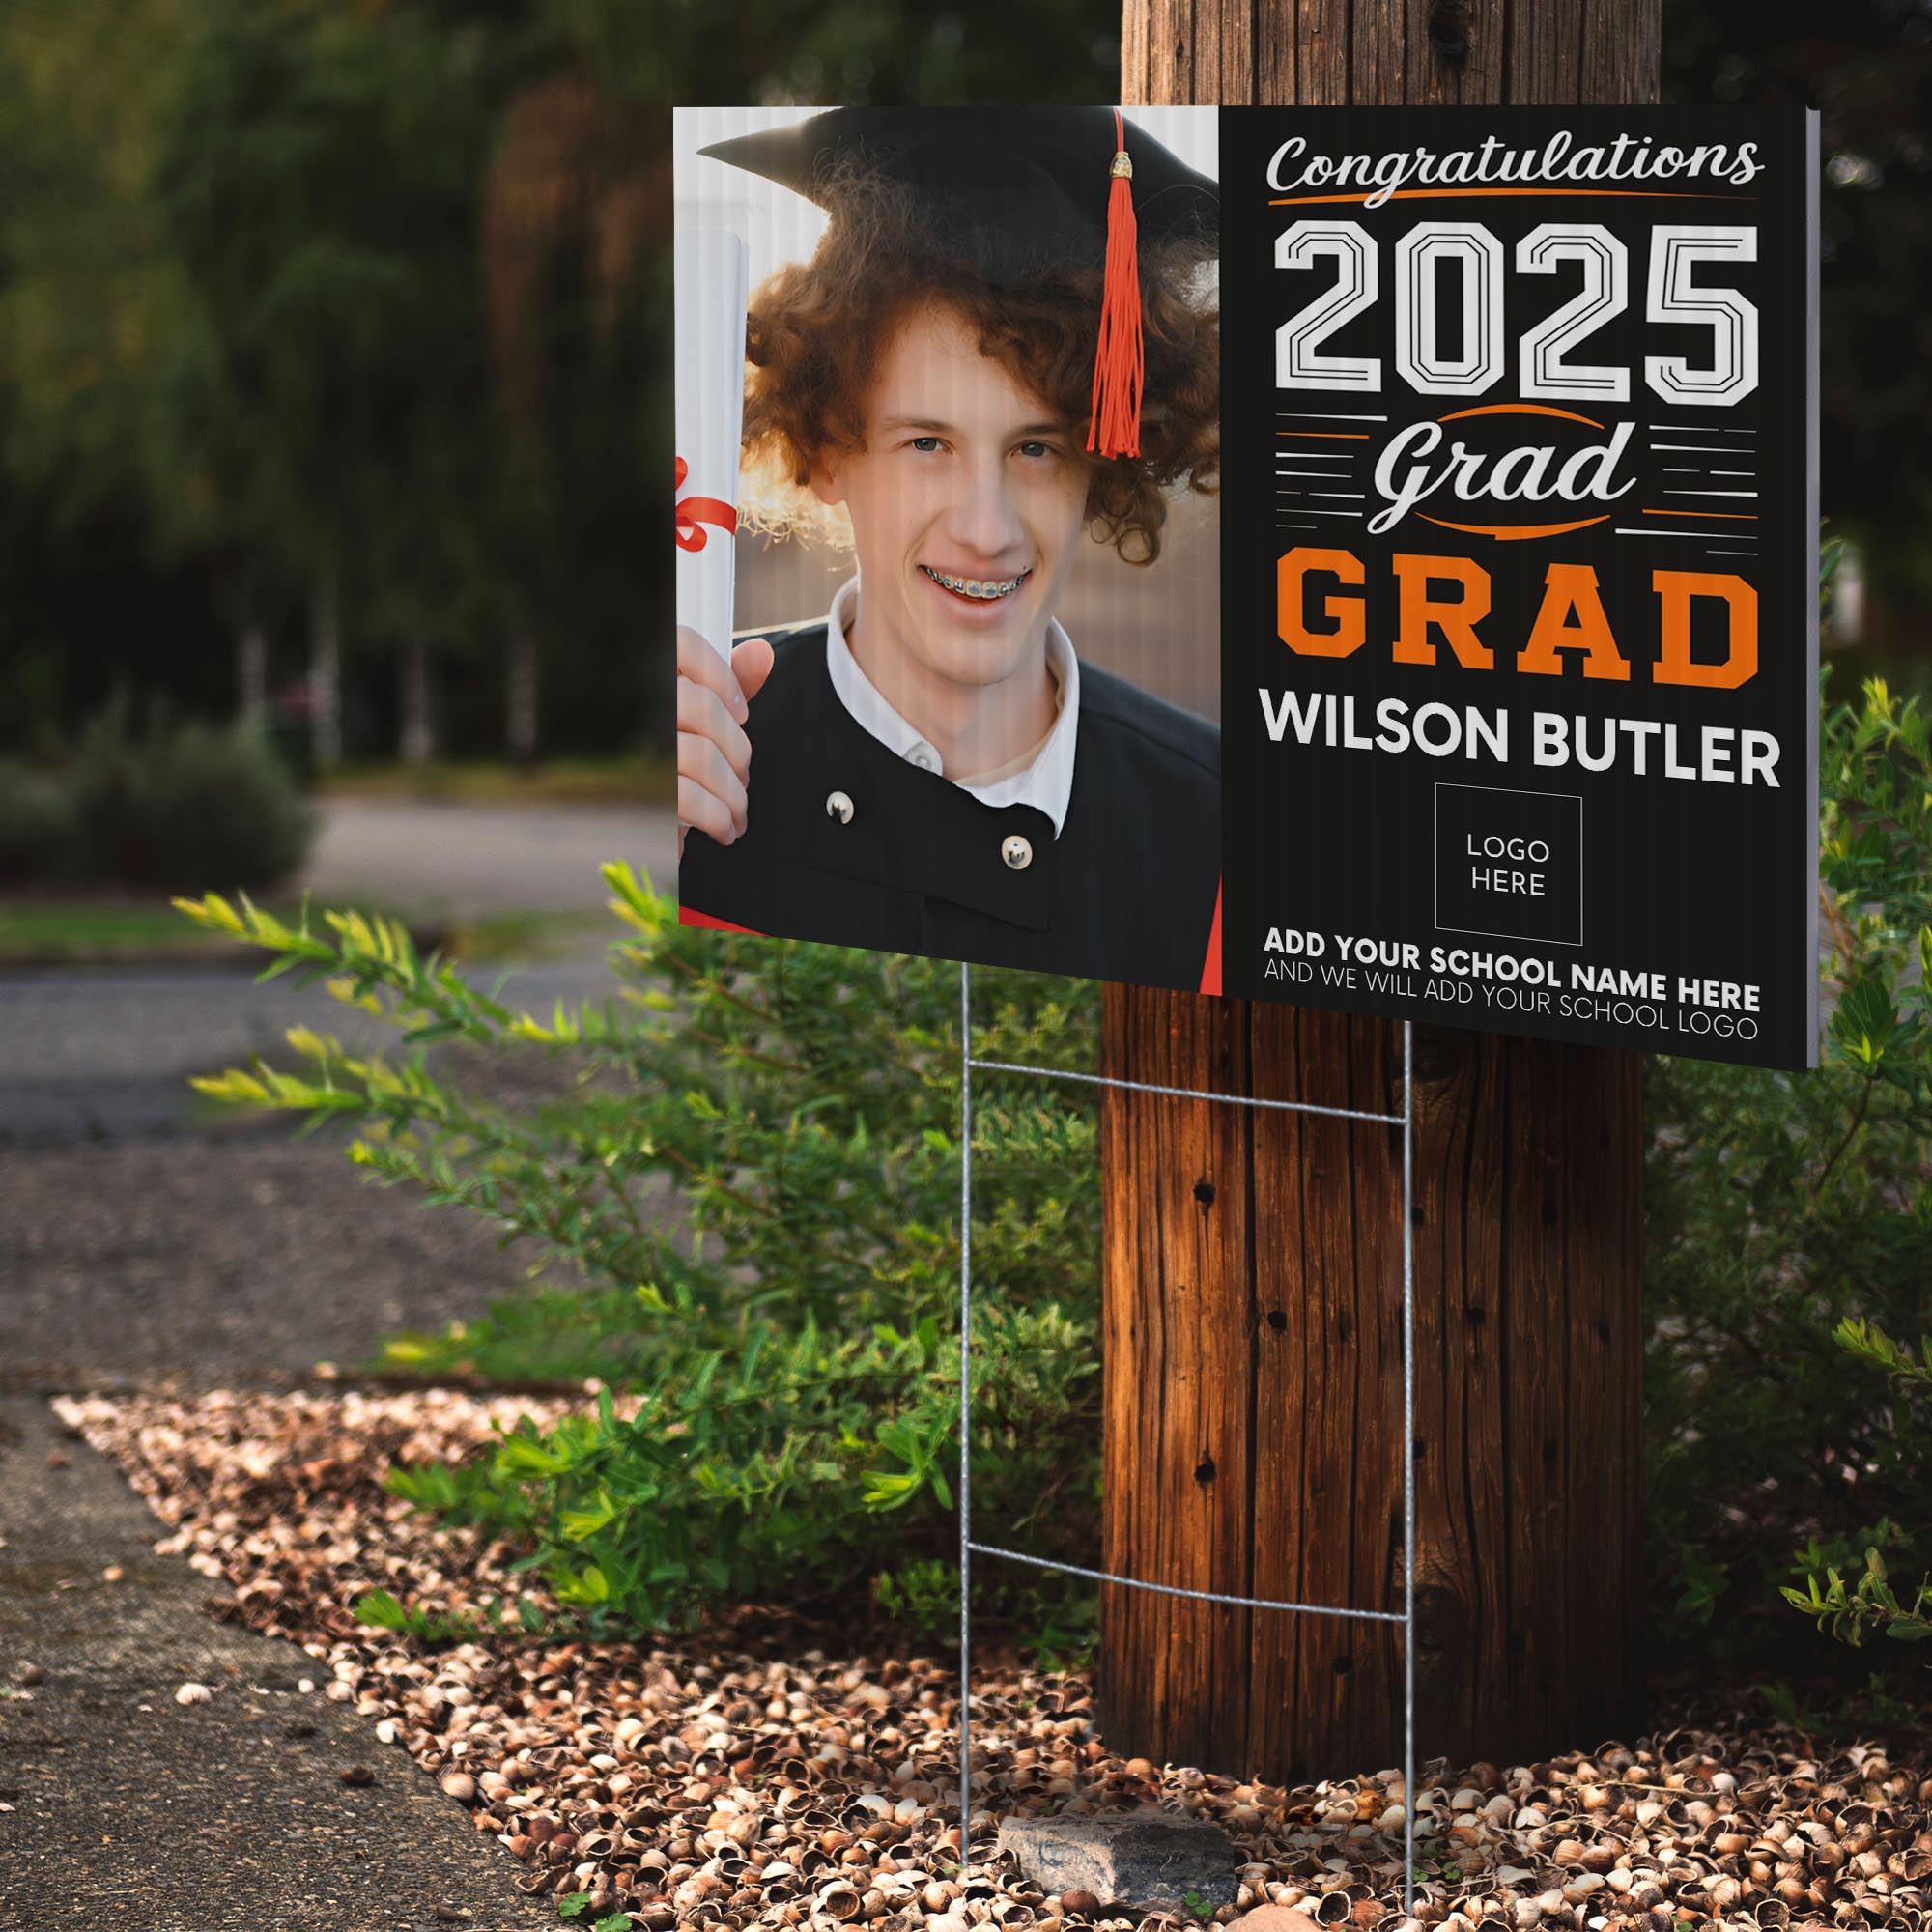 Congratulations
2025
Grad
GRAD
WILSON BUTLER
LOGO
HERE
ADD YOUR SCHOOL NAME HERE
AND WE WILL ADD YOUR SCHOOL LOGO